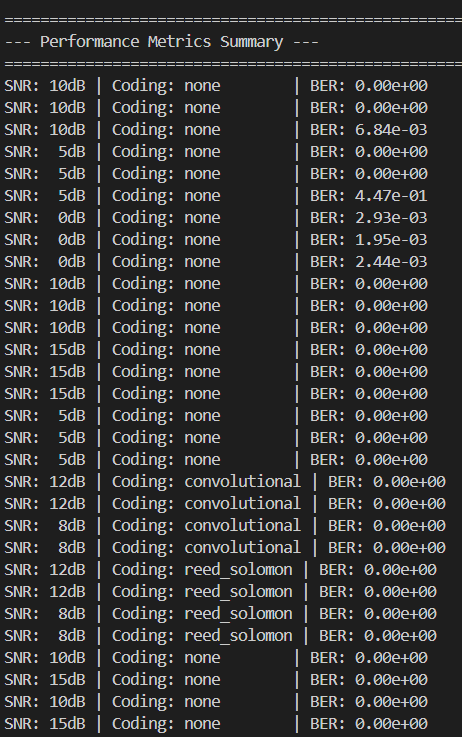 ==================================================
--- Performance Metrics Summary ---
==================================================
SNR: 10dB | Coding: none        | BER: 0.00e+00
SNR: 10dB | Coding: none        | BER: 0.00e+00
SNR: 10dB | Coding: none        | BER: 6.84e-03
SNR:  5dB | Coding: none        | BER: 0.00e+00
SNR:  5dB | Coding: none        | BER: 0.00e+00
SNR:  5dB | Coding: none        | BER: 4.47e-01
SNR:  0dB | Coding: none        | BER: 2.93e-03
SNR:  0dB | Coding: none        | BER: 1.95e-03
SNR:  0dB | Coding: none        | BER: 2.44e-03
SNR: 10dB | Coding: none        | BER: 0.00e+00
SNR: 10dB | Coding: none        | BER: 0.00e+00
SNR: 10dB | Coding: none        | BER: 0.00e+00
SNR: 15dB | Coding: none        | BER: 0.00e+00
SNR: 15dB | Coding: none        | BER: 0.00e+00
SNR: 15dB | Coding: none        | BER: 0.00e+00
SNR:  5dB | Coding: none        | BER: 0.00e+00
SNR:  5dB | Coding: none        | BER: 0.00e+00
SNR:  5dB | Coding: none        | BER: 0.00e+00
SNR: 12dB | Coding: convolutional | BER: 0.00e+00
SNR: 12dB | Coding: convolutional | BER: 0.00e+00
SNR:  8dB | Coding: convolutional | BER: 0.00e+00
SNR:  8dB | Coding: convolutional | BER: 0.00e+00
SNR: 12dB | Coding: reed_solomon | BER: 0.00e+00
SNR: 12dB | Coding: reed_solomon | BER: 0.00e+00
SNR:  8dB | Coding: reed_solomon | BER: 0.00e+00
SNR:  8dB | Coding: reed_solomon | BER: 0.00e+00
SNR: 10dB | Coding: none        | BER: 0.00e+00
SNR: 15dB | Coding: none        | BER: 0.00e+00
SNR: 10dB | Coding: none        | BER: 0.00e+00
SNR: 15dB | Coding: none        | BER: 0.00e+00